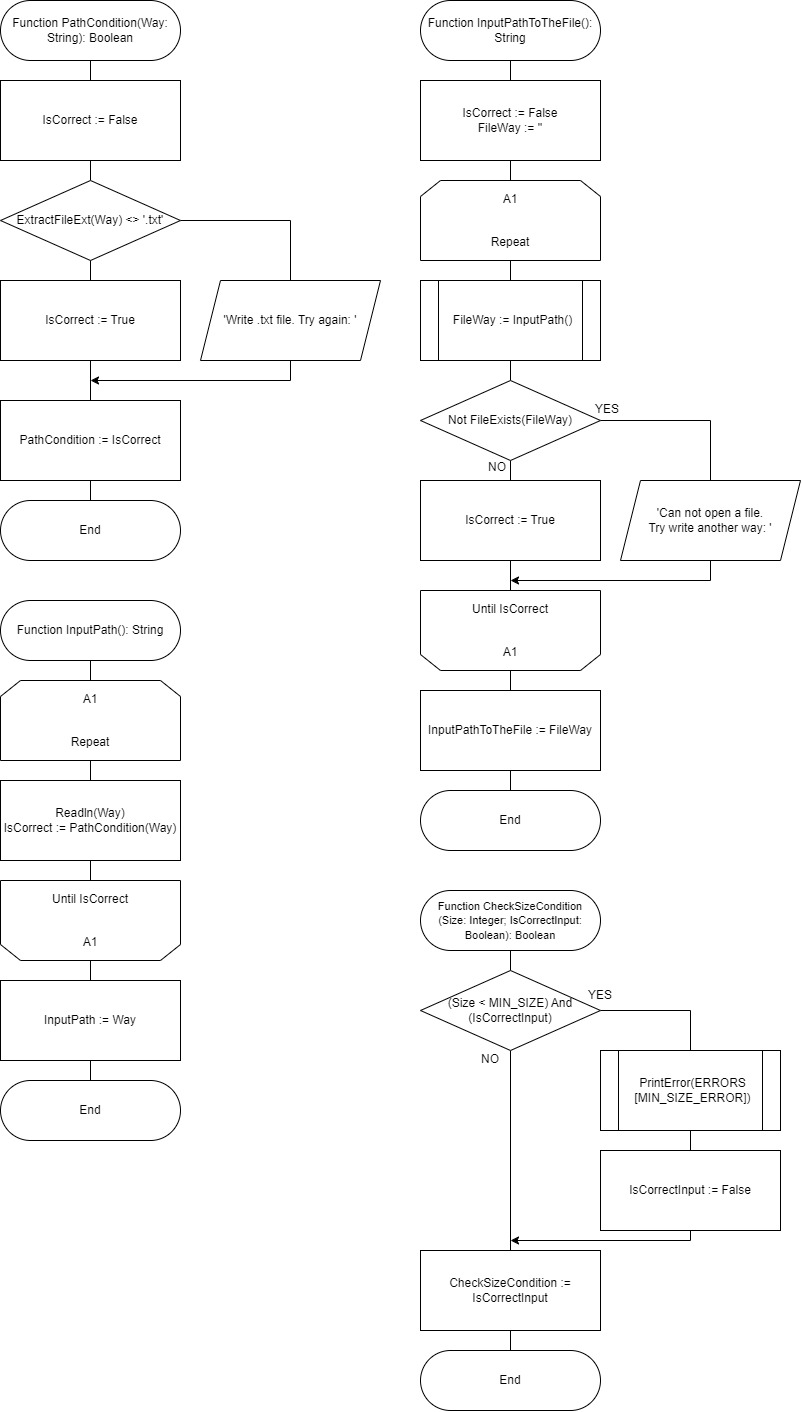 Function PathCondition(Way:
String): Boolean
IsCorrect := False
ExtractFileExt(Way) <> '.txt'
IsCorrect := True
'Write .txt file. Try again: '
PathCondition := IsCorrect
End
Function InputPath(): String
A1
Repeat
Readln(Way)
IsCorrect := PathCondition(Way)
Until IsCorrect
A1
InputPath := Way
End
Function InputPathToTheFile():
String
IsCorrect := False
FileWay := ''
A1
Repeat
FileWay := InputPath()
Not FileExists(FileWay)
YES
NO
IsCorrect := True
'Can not open a file.
Try write another way: '
Until IsCorrect
A1
InputPathToTheFile := FileWay
End
Function CheckSizeCondition
(Size: Integer; IsCorrectInput:
Boolean): Boolean
(Size < MIN_SIZE) And
(IsCorrectInput)
YES
NO
PrintError(ERRORS
[MIN_SIZE_ERROR])
IsCorrectInput := False
CheckSizeCondition :=
IsCorrectInput
End